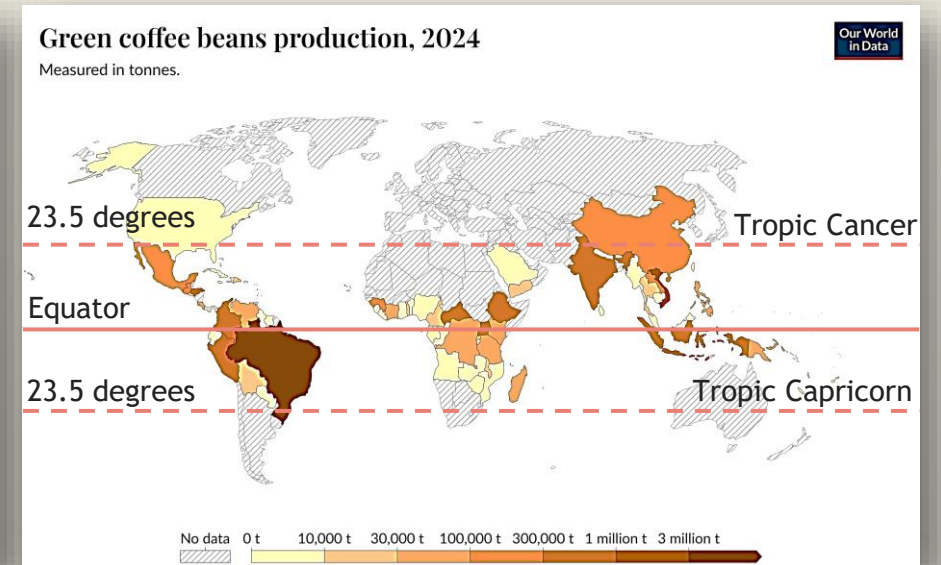 Green coffee beans production, 2024
Our World
in Data
Measured in tonnes.
23.5 degrees
Tropic Cancer
Equator
23.5 degrees
Tropic Capricorn
No data 0 t 10,000 t 30,000 t 100,000 t 300,000 t 1 million t 3 million t